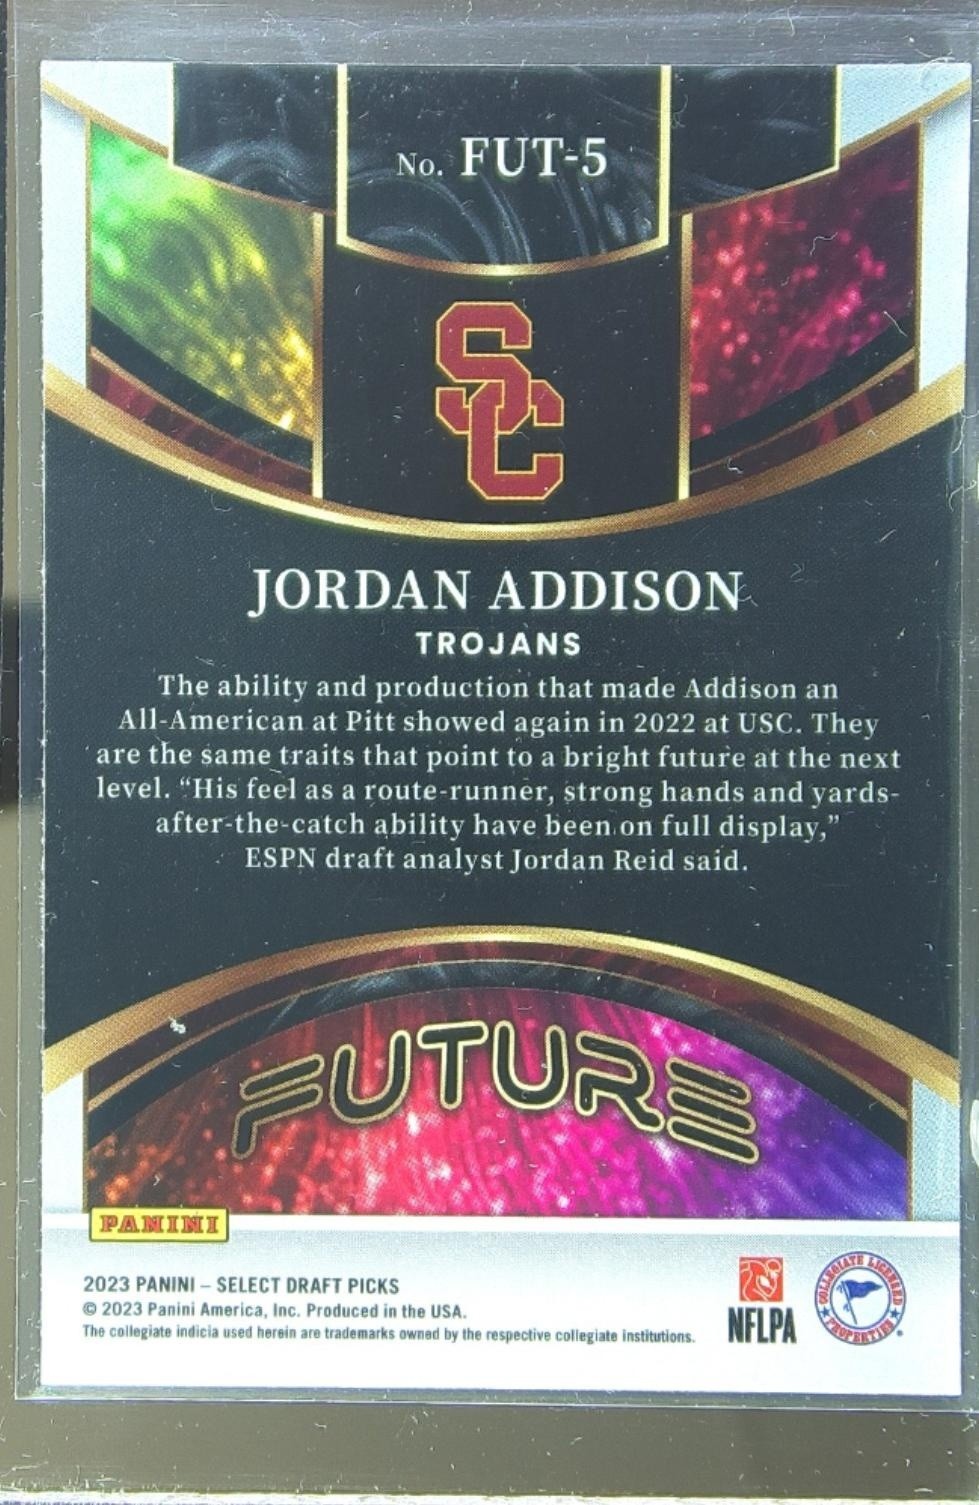 No. FUT-5
SC
JORDAN ADDISON
TROJANS
The ability and production that made Addison an
All-American at Pitt showed again in 2022 at USC. They
are the same traits that point to a bright future at the next
level. “His feel as a route-runner, strong hands and yards-
after-the-catch ability have been on full display,”
ESPN draft analyst Jordan Reid said.
FUTURE
PANINI
2023 PANINI – SELECT DRAFT PICKS
© 2023 Panini America, Inc. Produced in the USA.
The collegiate indicia used herein are trademarks owned by the respective collegiate institutions.
NFLPA
COLLEGIATE LICENSED PROPERTIES